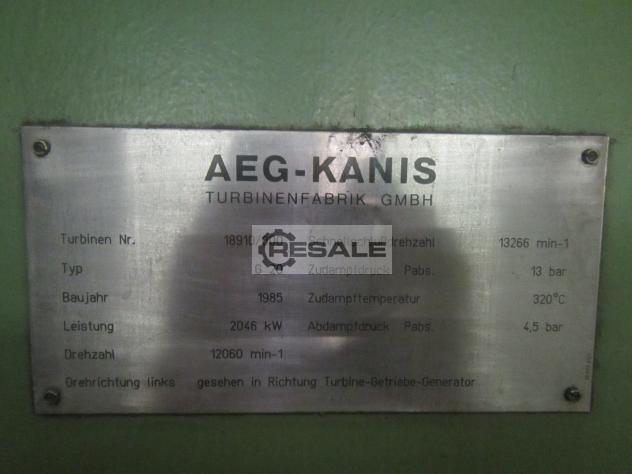 AEG-KANIS
TURBINENFABRIK GMBH
Turbinen Nr. Schnellschlußdrehzahl 13266 min-1
RESALE
Typ G 20 Zudampfdruck Pabs. 13 bar
Baujahr 1985 Zudampftemperatur 320°C
Leistung 2046 kW Abdampfdruck Pabs. 4,5 bar
Drehzahl 12060 min-1
Drehrichtung links gesehen in Richtung Turbine-Getriebe-Generator